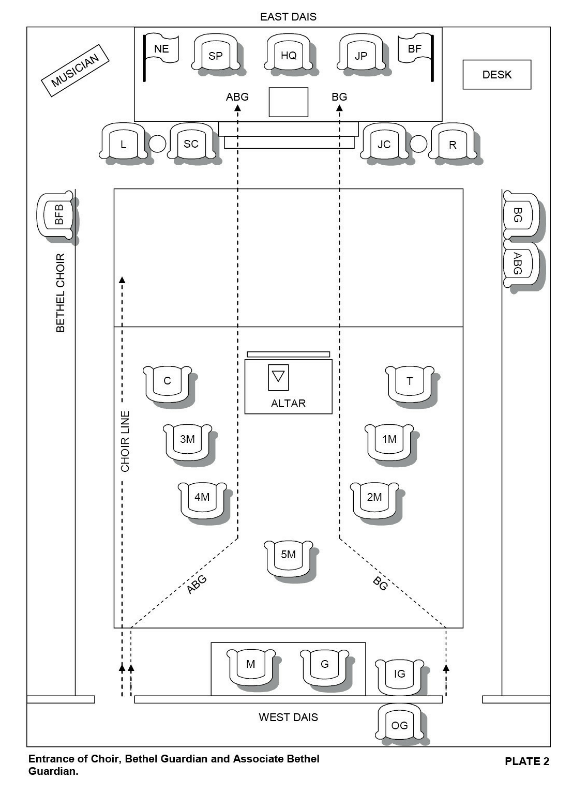 EAST DAIS
NE
SP
HQ
JP
BF
MUSICIAN
DESK
ABG
BG
L
SC
JC
R
BFB
BG
ABG
BETHEL CHOIR
CHOIR LINE
C
T
ALTAR
3M
1M
4M
2M
5M
ABG
BG
M
G
IG
WEST DAIS
OG
Entrance of Choir, Bethel Guardian and Associate Bethel
Guardian.
PLATE 2